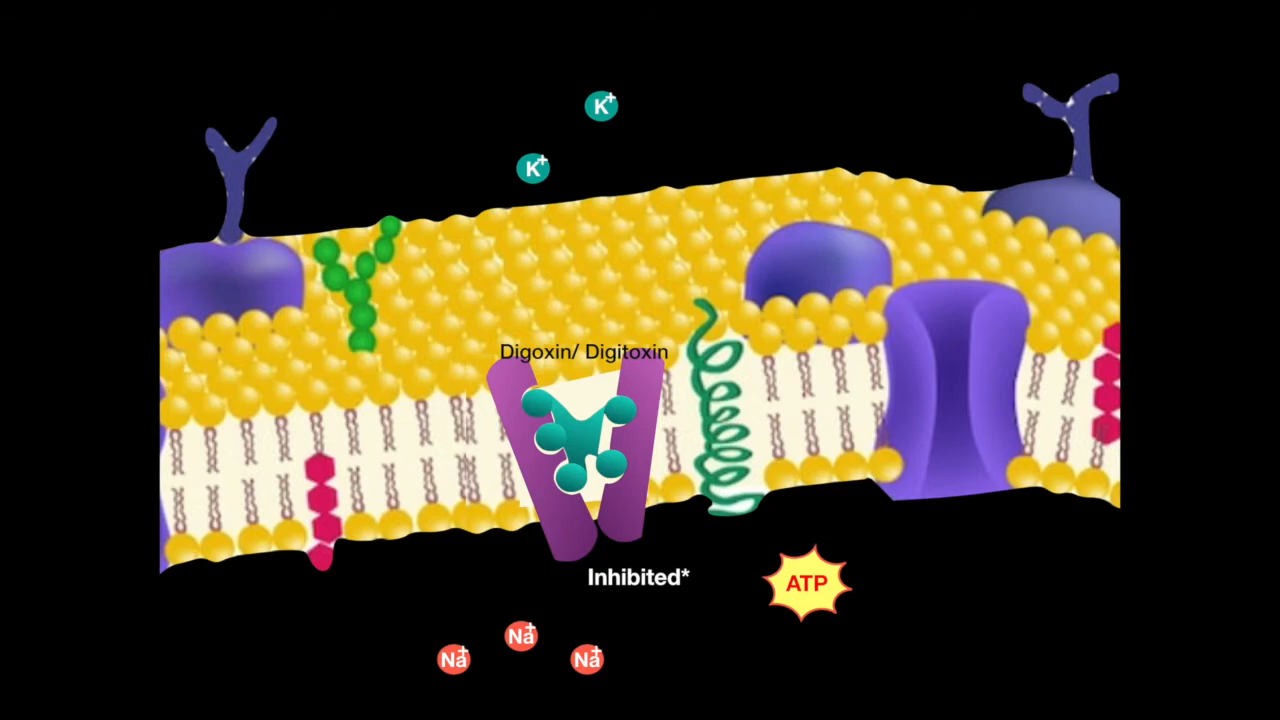 K+
K+
Digoxin/ Digitoxin
Inhibited*
ATP
Na+
Na+
Na+